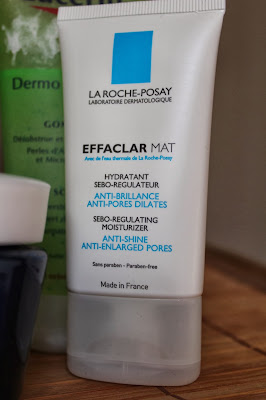 LA ROCHE-POSAY
LABORATOIRE DERMATOLOGIQUE
EFFACLAR MAT
Avec de l'eau thermale de La Roche-Posay
HYDRATANT
SEBO-REGULATEUR
ANTI-BRILLANCE
ANTI-PORES DILATES
SEBO-REGULATING
MOISTURIZER
ANTI-SHINE
ANTI-ENLARGED PORES
Sans paraben - Paraben-free
Made in France
Dermo